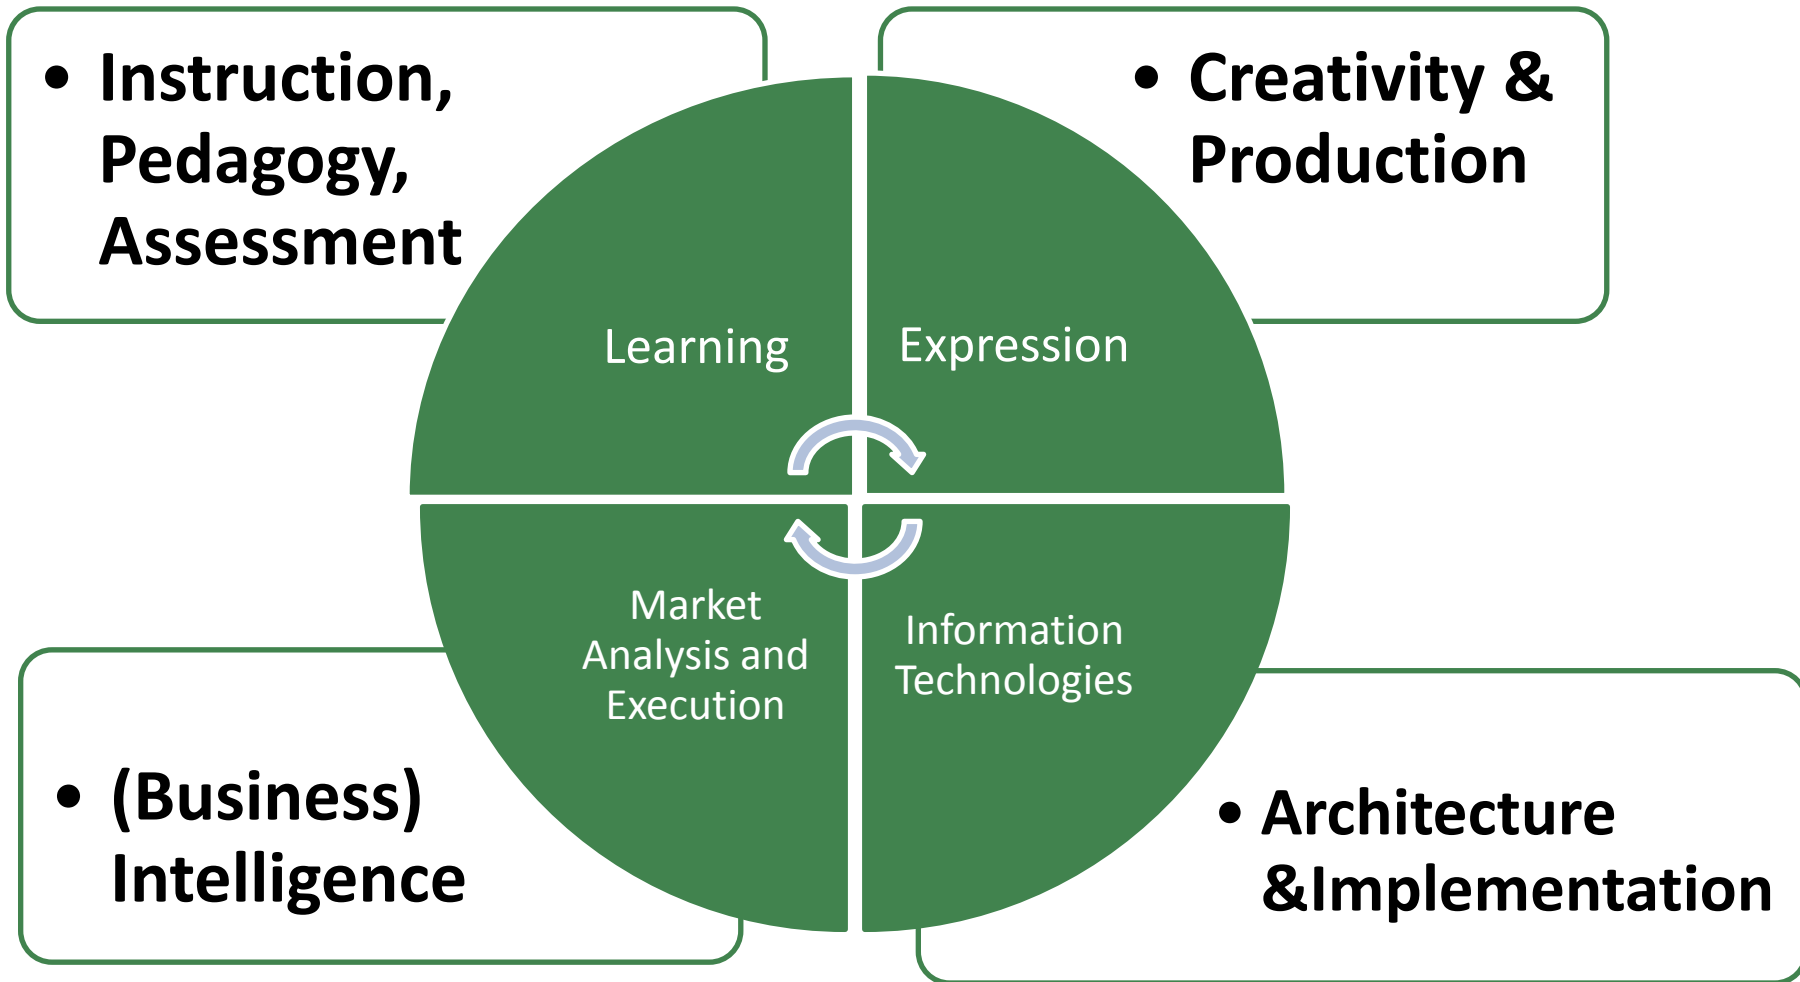 • Instruction,
Pedagogy,
Assessment
• Creativity &
Production
Learning
Expression
Market
Analysis and
Execution
Information
Technologies
• (Business)
Intelligence
• Architecture
&Implementation